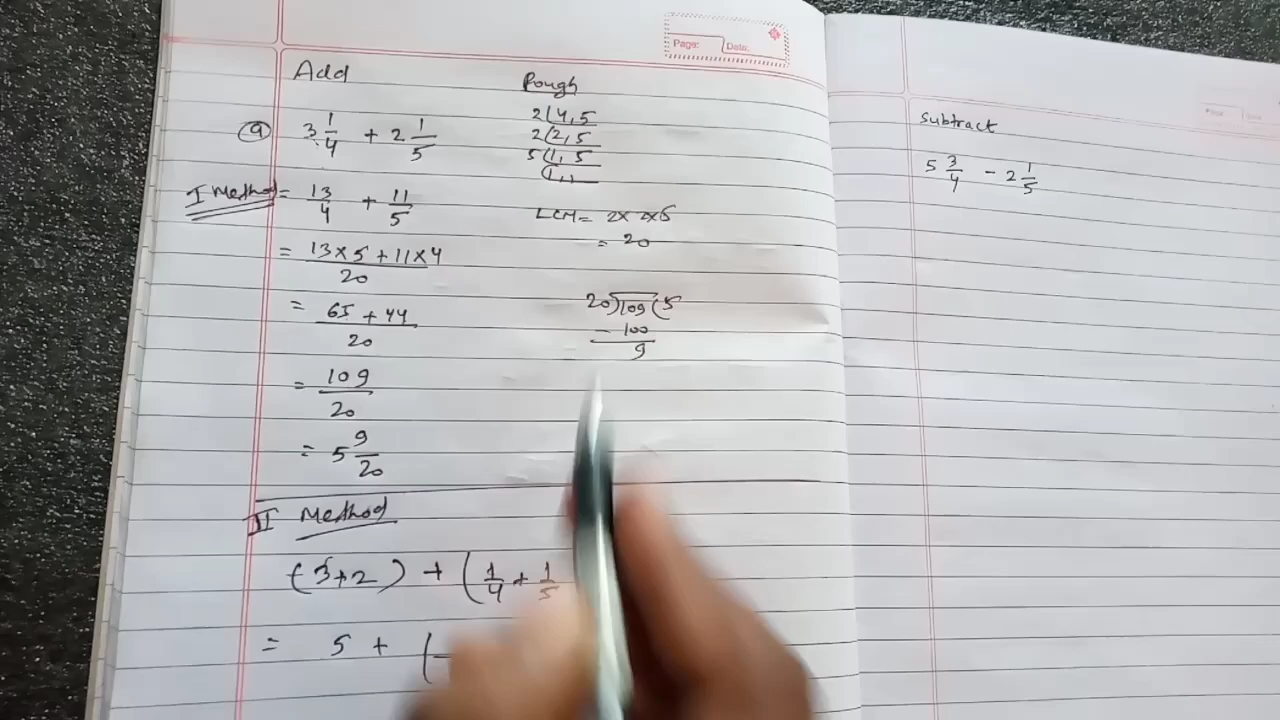 Page: Date:
Add
(a) 3 1/4 + 2 1/5
I Method = 13/4 + 11/5
= 13×5+11×4/20
= 65+44/20
= 109/20
= 5 9/20
II Method
(3+2) + (1/4 + 1/5
= 5 + (
Rough
2 4,5
2 2,5
5 1,5
1,1
LCM = 2×2×5
= 20
20)109(5
- 100
9
subtract
5 3/4 - 2 1/5